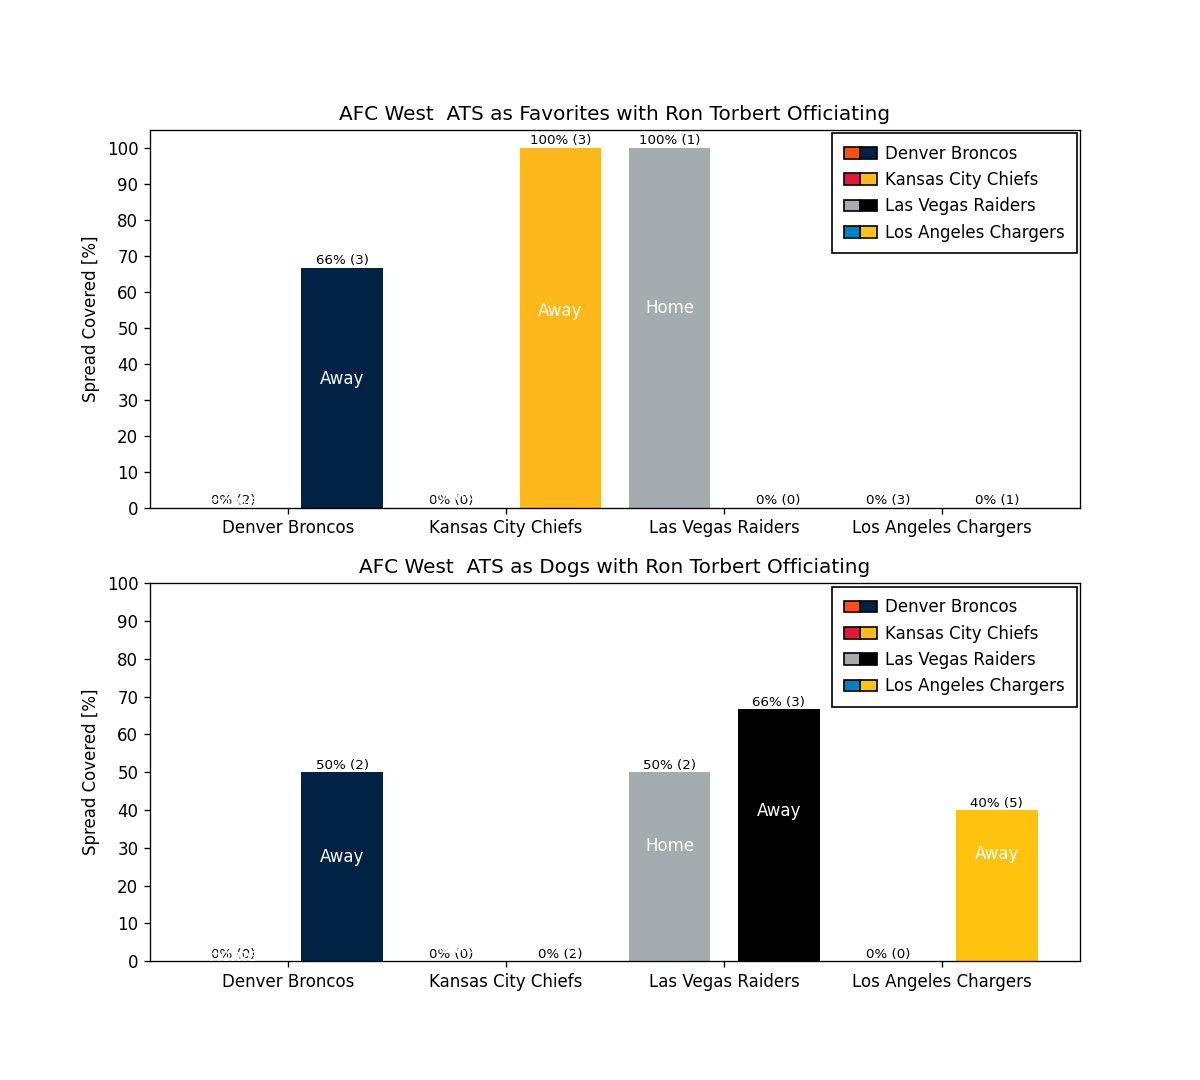 AFC West  ATS as Favorites with Ron Torbert Officiating
Spread Covered [%]
100
90
80
70
60
50
40
30
20
10
0
0% (2)
66% (3)
0% (0)
100% (3)
100% (1)
0% (0)
0% (3)
0% (1)
Away
Away
Home
Denver Broncos
Kansas City Chiefs
Las Vegas Raiders
Los Angeles Chargers
Denver Broncos
Kansas City Chiefs
Las Vegas Raiders
Los Angeles Chargers
AFC West  ATS as Dogs with Ron Torbert Officiating
Spread Covered [%]
100
90
80
70
60
50
40
30
20
10
0
0% (0)
50% (2)
0% (0)
0% (2)
50% (2)
66% (3)
0% (0)
40% (5)
Away
Home
Away
Away
Denver Broncos
Kansas City Chiefs
Las Vegas Raiders
Los Angeles Chargers
Denver Broncos
Kansas City Chiefs
Las Vegas Raiders
Los Angeles Chargers